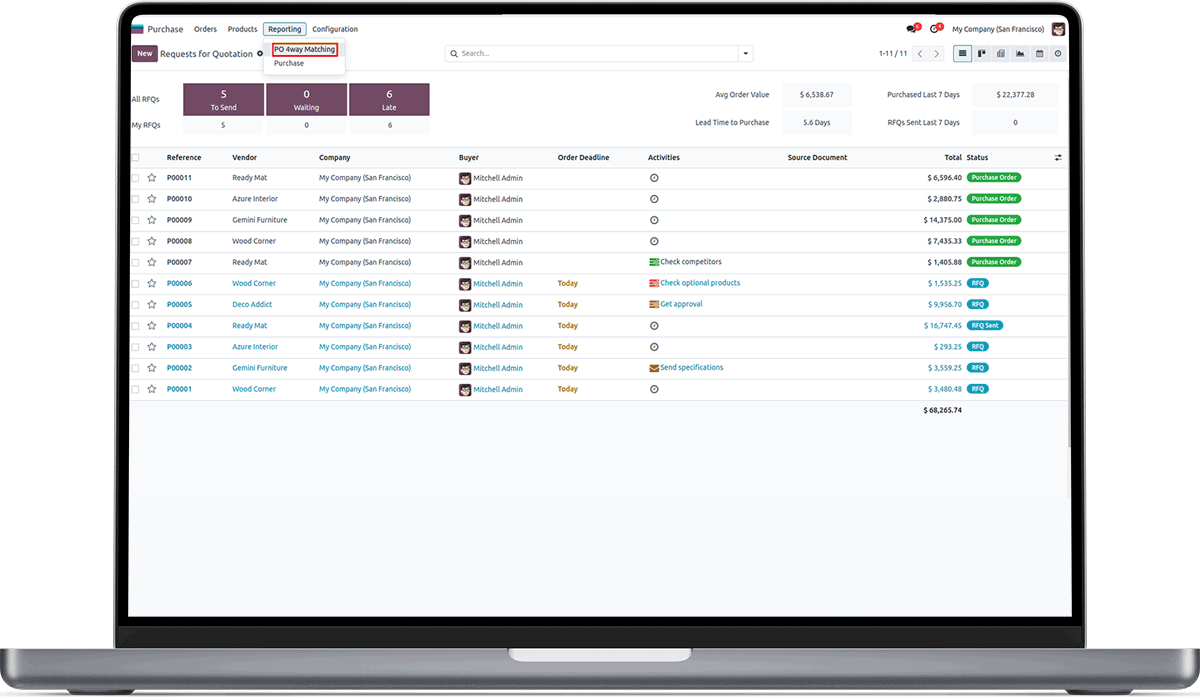 Purchase Orders Products Reporting Configuration 6 4 My Company (San Francisco)
New Requests for Quotation PO 4way Matching Search... 1-11 / 11
Purchase
All RFQs 5 To Send 0 Waiting 6 Late Avg Order Value $ 6,538.67 Purchased Last 7 Days $ 22,377.28
My RFQs 5 0 6 Lead Time to Purchase 5.6 Days RFQs Sent Last 7 Days 0
Reference Vendor Company Buyer Order Deadline Activities Source Document Total Status
P00011 Ready Mat My Company (San Francisco) Mitchell Admin $ 6,596.40 Purchase Order
P00010 Azure Interior My Company (San Francisco) Mitchell Admin $ 2,880.75 Purchase Order
P00009 Gemini Furniture My Company (San Francisco) Mitchell Admin $ 14,375.00 Purchase Order
P00008 Wood Corner My Company (San Francisco) Mitchell Admin $ 7,435.33 Purchase Order
P00007 Ready Mat My Company (San Francisco) Mitchell Admin Check competitors $ 1,405.88 Purchase Order
P00006 Wood Corner My Company (San Francisco) Mitchell Admin Today Check optional products $ 1,535.25 RFQ
P00005 Deco Addict My Company (San Francisco) Mitchell Admin Today Get approval $ 9,956.70 RFQ
P00004 Ready Mat My Company (San Francisco) Mitchell Admin Today $ 16,747.45 RFQ Sent
P00003 Azure Interior My Company (San Francisco) Mitchell Admin Today $ 293.25 RFQ
P00002 Gemini Furniture My Company (San Francisco) Mitchell Admin Today Send specifications $ 3,559.25 RFQ
P00001 Wood Corner My Company (San Francisco) Mitchell Admin Today $ 3,480.48 RFQ
$ 68,265.74